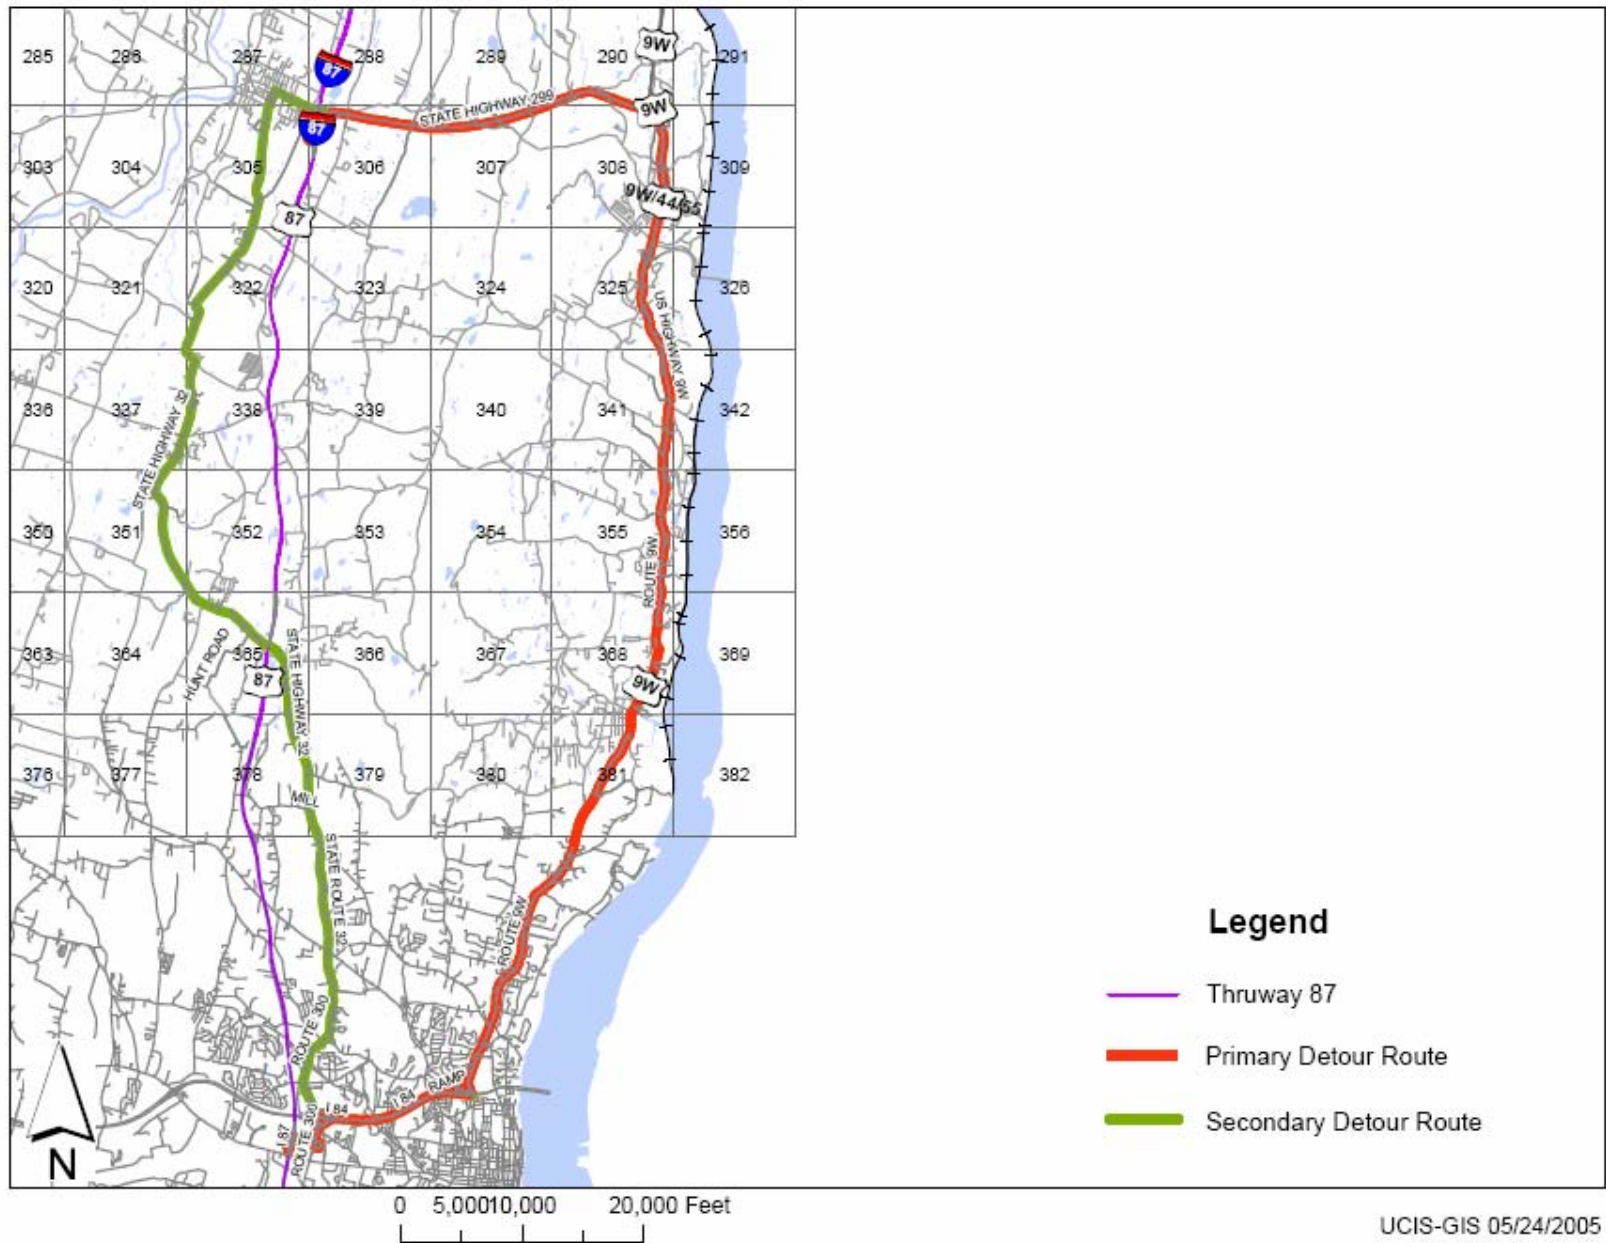 9W
285 286 287 288 289 290 291
87
STATE HIGHWAY 299
9W
87
303 304 305 306 307 308 309
9W/44/55
87
320 321 322 323 324 325 326
US HIGHWAY 9W
336 337 338 339 340 341 342
STATE HIGHWAY 32
350 351 352 353 354 355 356
ROUTE 9W
HUNT ROAD
STATE HIGHWAY 32
363 364 365 366 367 368 369
87
9W
376 377 378 379 380 381 382
MILL
STATE ROUTE 32
ROUTE 9W
Legend
Thruway 87
ROUTE 300
Primary Detour Route
RAMP
I 84
I 84
Secondary Detour Route
I 87
ROUTE 300
N
0 5,000 10,000 20,000 Feet
UCIS-GIS 05/24/2005